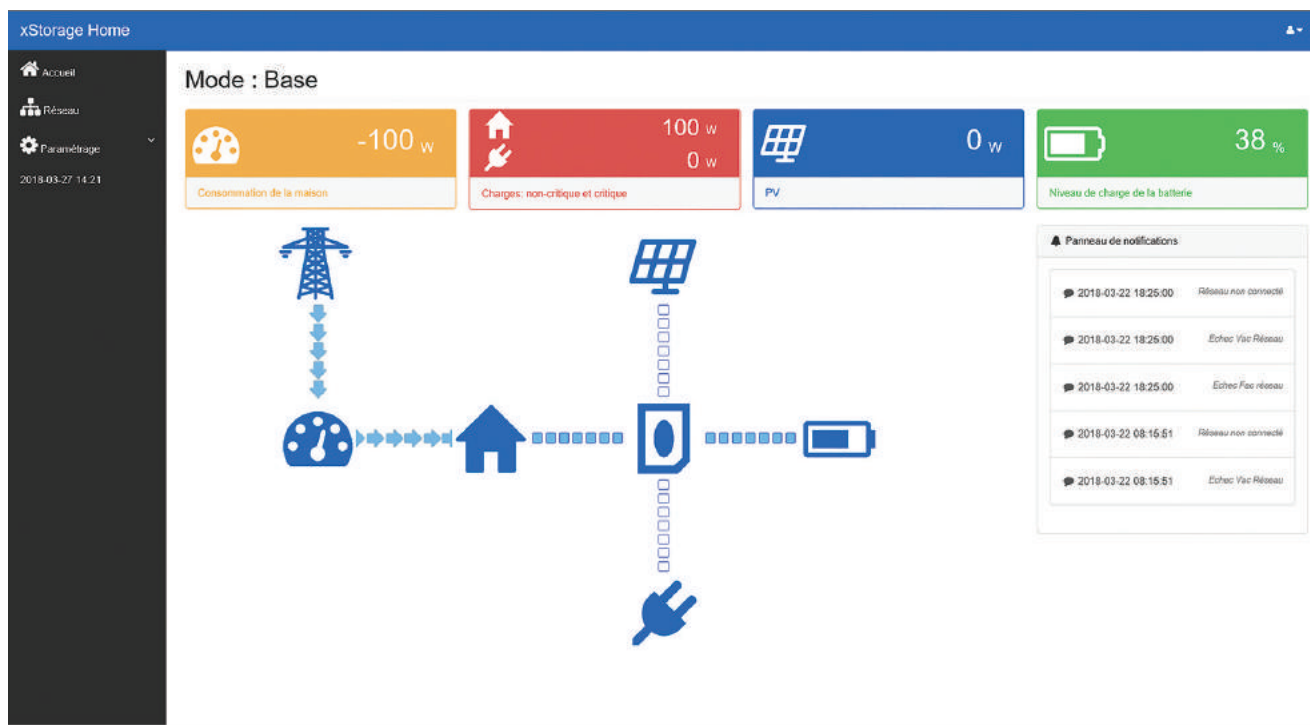 xStorage Home
Accueil
Réseau
Paramétrage
2018-03-27 14:21
Mode : Base
-100 W
Consommation de la maison
100 W
0 W
Charges: non-critique et critique
0 W
PV
38 %
Niveau de charge de la batterie
Panneau de notifications
2018-03-22 18:25:00 Réseau non connecté
2018-03-22 18:25:00 Echec Vac Réseau
2018-03-22 18:25:00 Echec Fac réseau
2018-03-22 08:15:51 Réseau non connecté
2018-03-22 08:15:51 Echec Vac Réseau